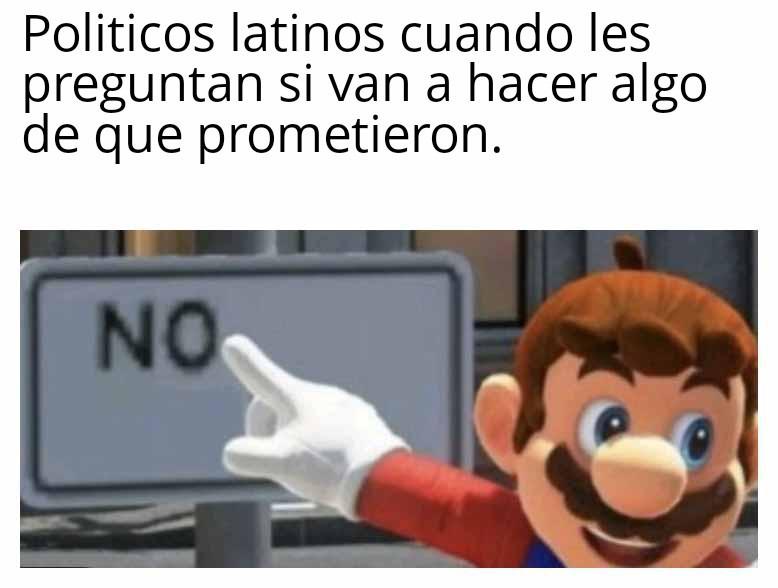 Politicos latinos cuando les
preguntan si van a hacer algo
de que prometieron.
NO